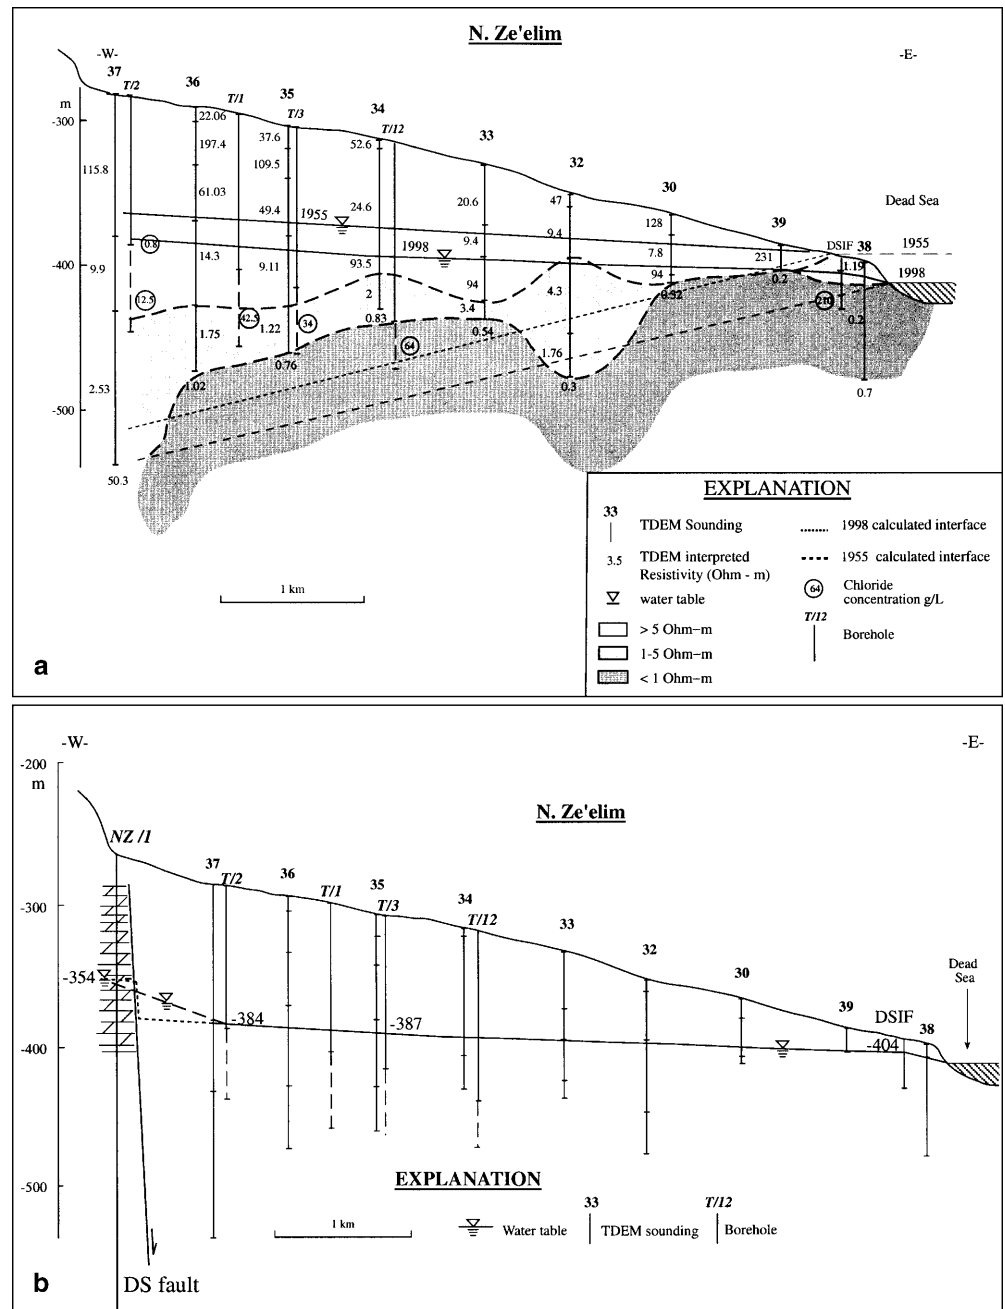 N. Ze'elim
-W-
-E-
37
T/2
36
T/1
35
T/3
34
T/12
33
32
30
39
DSIF
38
Dead Sea
m
-300
-400
-500
22.06
197.4
61.03
14.3
1.75
1.02
115.8
9.9
2.53
50.3
37.6
109.5
49.4
9.11
1.22
0.76
52.6
24.6
93.5
2
0.83
20.6
9.4
94
3.4
0.54
47
9.4
4.3
1.76
0.3
128
7.8
94
0.52
231
0.2
1.19
0.2
0.7
1955
1998
1955
1998
0.8
12.5
42.5
34
64
210
1 km
EXPLANATION
33
TDEM Sounding
1998 calculated interface
3.5
TDEM interpreted
Resistivity (Ohm - m)
1955 calculated interface
64
Chloride
concentration g/L
water table
T/12
Borehole
> 5 Ohm-m
1-5 Ohm-m
< 1 Ohm-m
a
-W-
-E-
-200
m
-300
-400
-500
N. Ze'elim
NZ /1
37
T/2
36
T/1
35
T/3
34
T/12
33
32
30
39
DSIF
38
Dead
Sea
-354
-384
-387
-404
EXPLANATION
1 km
Water table
33
TDEM sounding
T/12
Borehole
DS fault
b